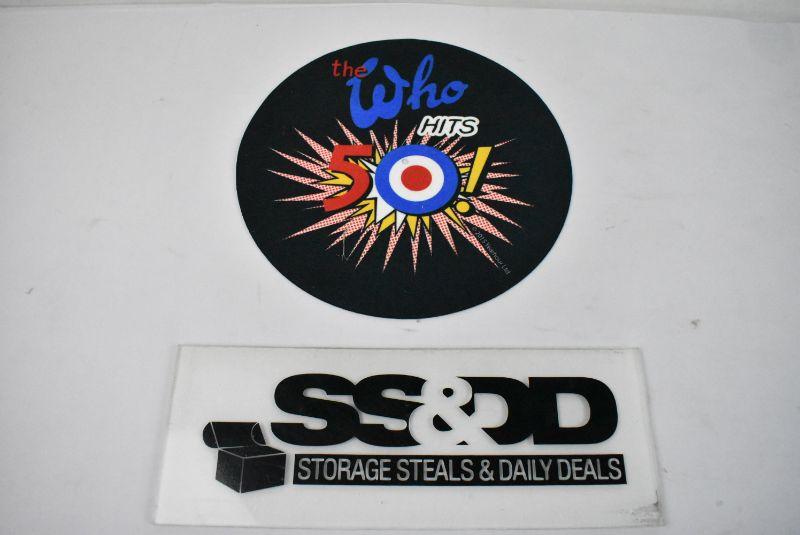 the Who
HITS
50!
SS&DD
STORAGE STEALS & DAILY DEALS